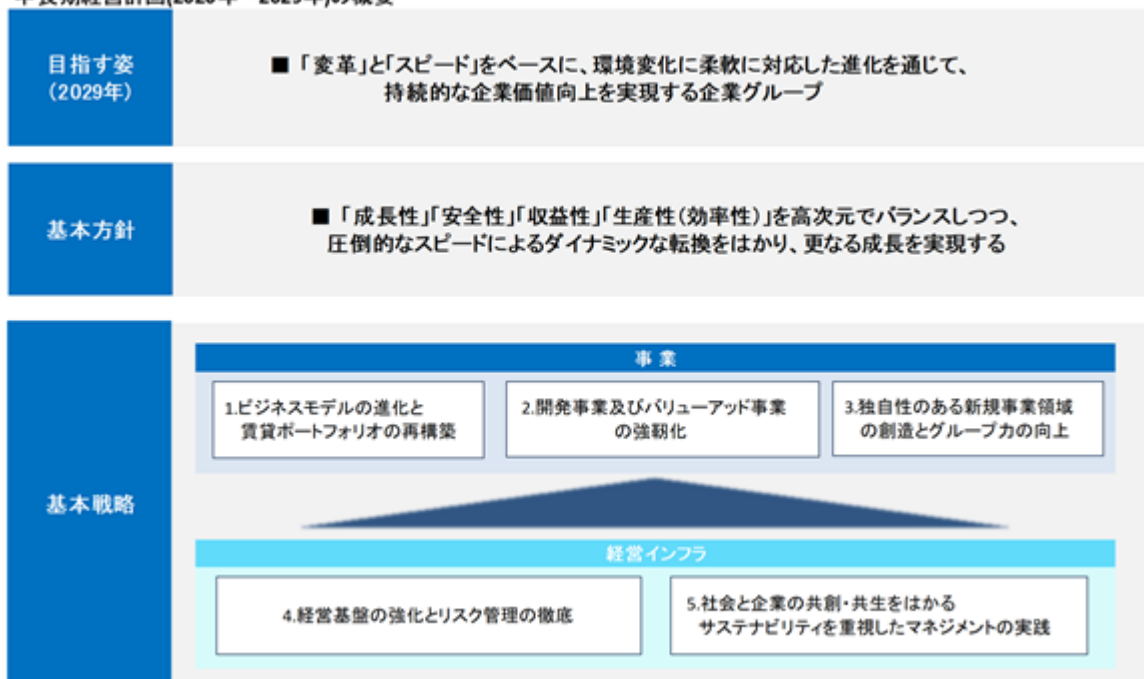 目指す姿
(2029年)
■ 「変革」と「スピード」をベースに、環境変化に柔軟に対応した進化を通じて、
持続的な企業価値向上を実現する企業グループ
基本方針
■ 「成長性」「安全性」「収益性」「生産性(効率性)」を高次元でバランスしつつ、
圧倒的なスピードによるダイナミックな転換をはかり、更なる成長を実現する
基本戦略
事 業
1.ビジネスモデルの進化と
賃貸ポートフォリオの再構築
2.開発事業及びバリューアッド事業
の強靭化
3.独自性のある新規事業領域
の創造とグループ力の向上
経営インフラ
4.経営基盤の強化とリスク管理の徹底
5.社会と企業の共創・共生をはかる
サステナビリティを重視したマネジメントの実践